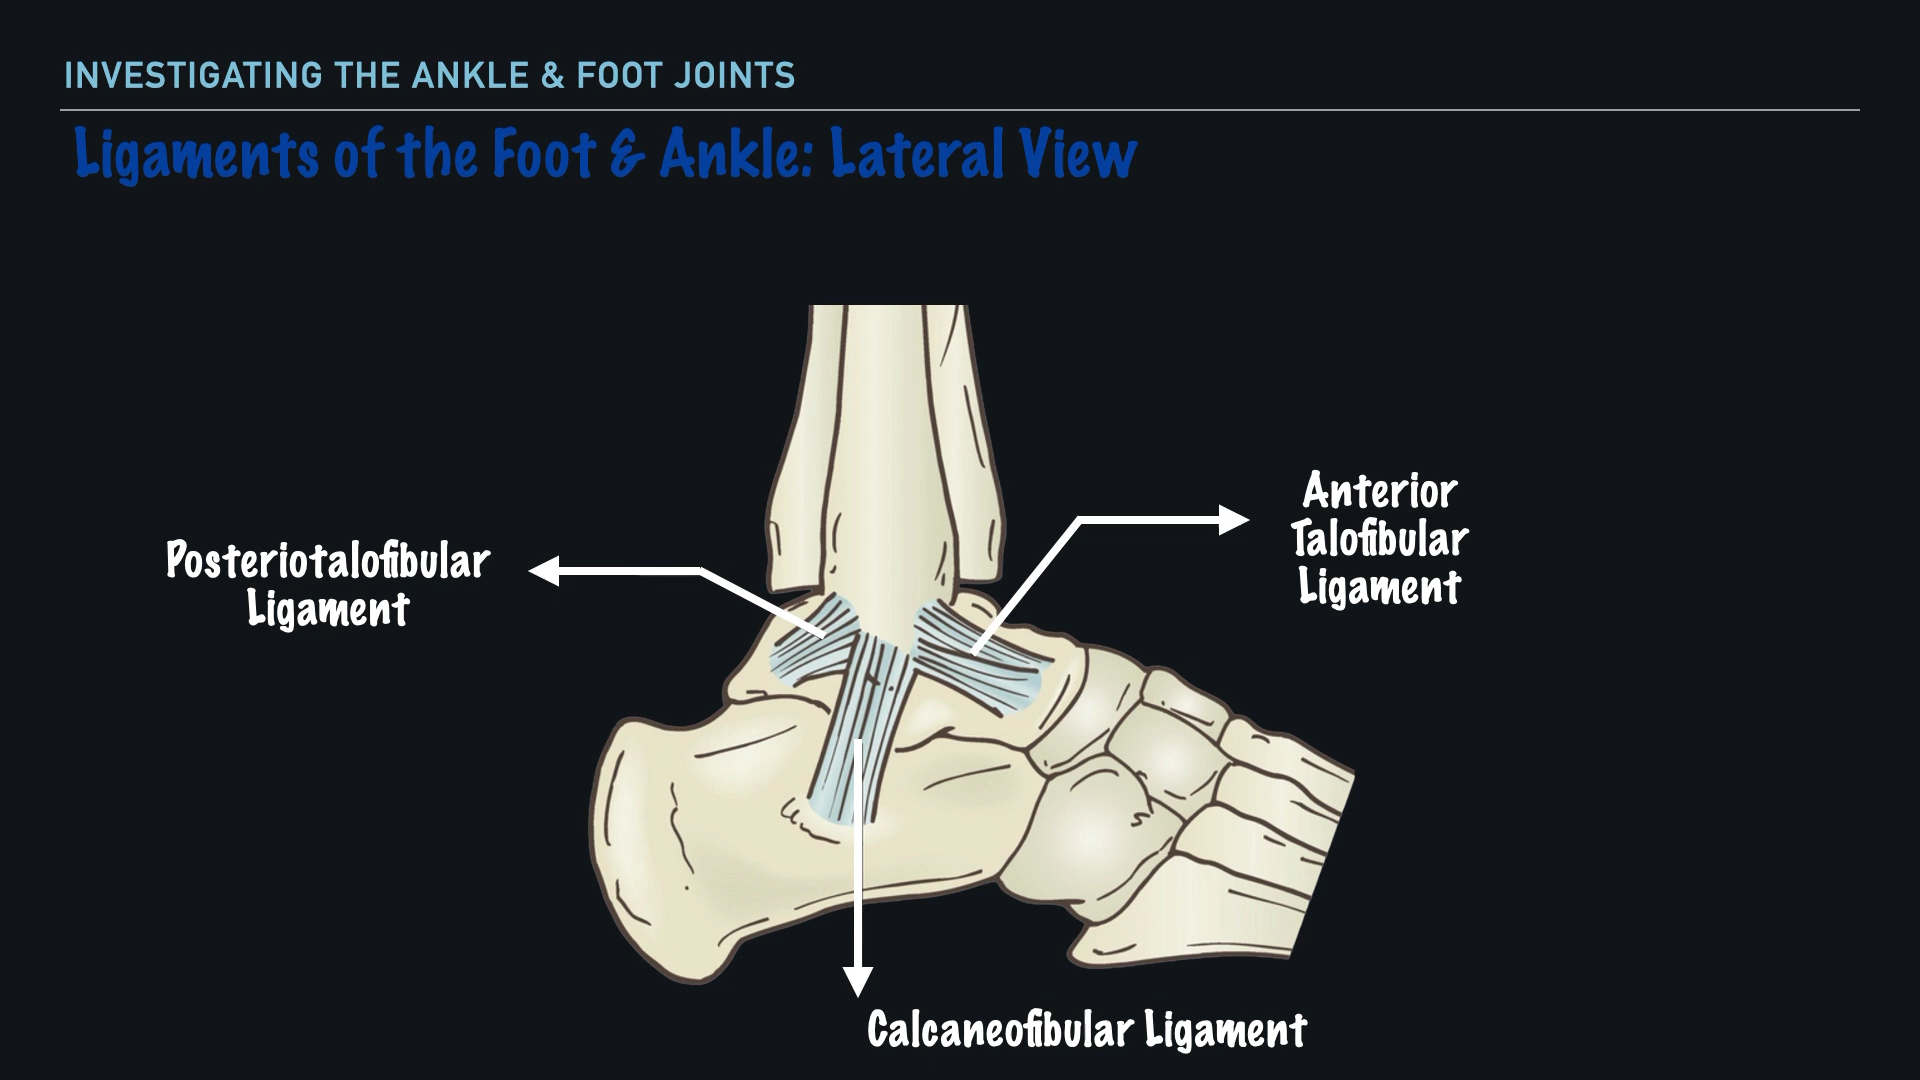 INVESTIGATING THE ANKLE & FOOT JOINTS
Ligaments of the Foot & Ankle: Lateral View
Anterior
Talofibular
Ligament
Posteriotalofibular
Ligament
Calcaneofibular Ligament